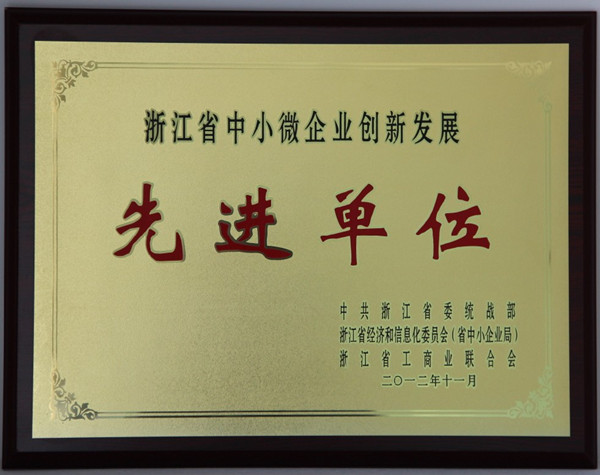 浙江省中小微企业创新发展
先进单位
中共浙江省委统战部
浙江省经济和信息化委员会（省中小企业局）
浙江省工商业联合会
二〇一二年十一月